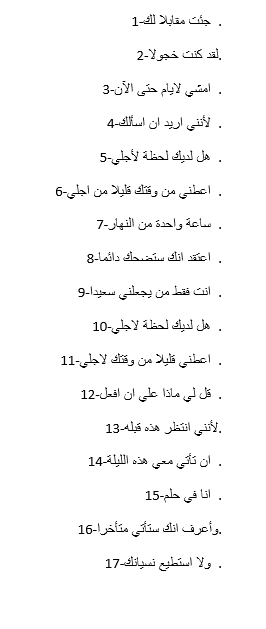 1-جئت مقابلا لك .
2-لقد كنت خجولا.
3-امشي لايام حتى الآن .
4-لأنني اريد ان اسألك .
5-هل لديك لحظة لأجلي .
6-اعطني من وقتك قليلا من اجلي .
7-ساعة واحدة من النهار .
8-اعتقد انك ستضحك دائما .
9-انت فقط من يجعلني سعيدا .
10-هل لديك لحظة لاجلي .
11-اعطني قليلا من وقتك لاجلي .
12-قل لي ماذا علي ان افعل .
13-لأنني انتظر هذه قبله.
14-ان تأتي معي هذه الليلة .
15-انا في حلم .
16-وأعرف انك ستأتي متأخرا.
17-ولا استطيع نسيانك .